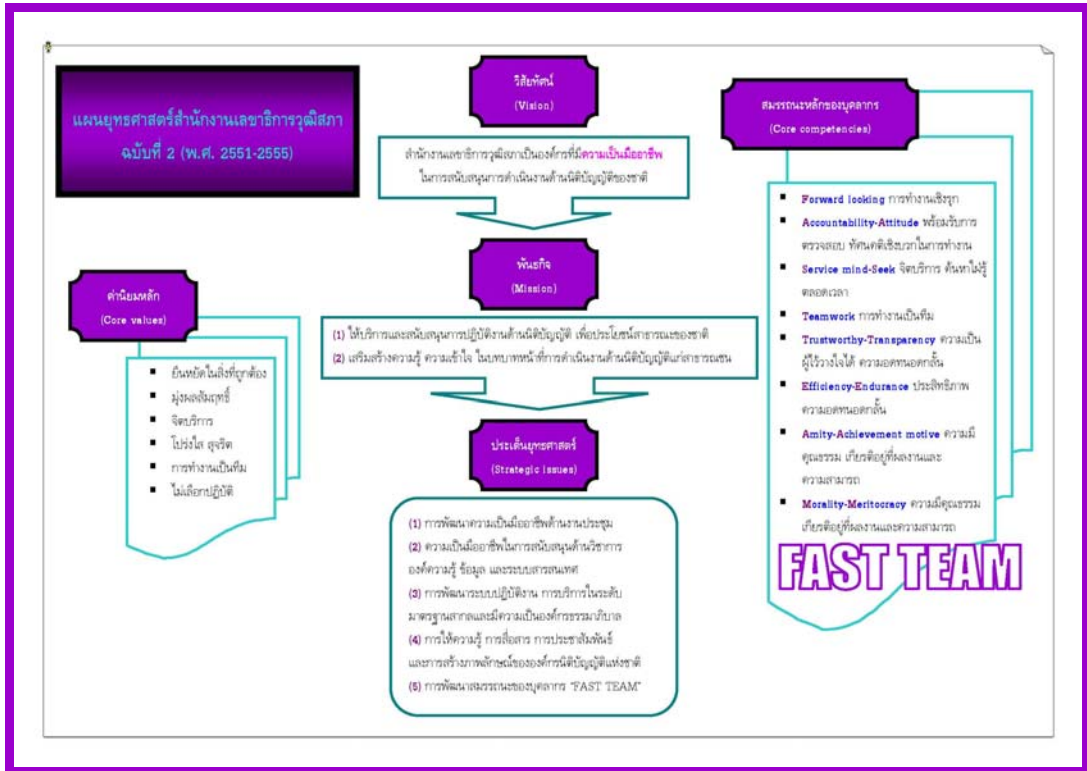 แผนยุทธศาสตร์สำนักงานเลขาธิการวุฒิสภา
ฉบับที่ 2 (พ.ศ. 2551-2555)
วิสัยทัศน์
(Vision)
สำนักงานเลขาธิการวุฒิสภาเป็นองค์กรที่มีความเป็นมืออาชีพ
ในการสนับสนุนการดำเนินงานด้านนิติบัญญัติของชาติ
พันธกิจ
(Mission)
(1) ให้บริการและสนับสนุนการปฏิบัติงานด้านนิติบัญญัติ เพื่อประโยชน์สาธารณะของชาติ
(2) เสริมสร้างความรู้ ความเข้าใจ ในบทบาทหน้าที่การดำเนินงานด้านนิติบัญญัติแก่สาธารณชน
ประเด็นยุทธศาสตร์
(Strategic issues)
(1) การพัฒนาความเป็นมืออาชีพด้านงานประชุม
(2) ความเป็นมืออาชีพในการสนับสนุนด้านวิชาการ
องค์ความรู้ ข้อมูล และระบบสารสนเทศ
(3) การพัฒนาระบบปฏิบัติงาน การบริการในระดับ
มาตรฐานสากลและมีความเป็นองค์กรธรรมาภิบาล
(4) การให้ความรู้ การสื่อสาร การประชาสัมพันธ์
และการสร้างภาพลักษณ์ขององค์กรนิติบัญญัติแห่งชาติ
(5) การพัฒนาสมรรถนะของบุคลากร "FAST TEAM"
ค่านิยมหลัก
(Core values)
ยืนหยัดในสิ่งที่ถูกต้อง
มุ่งผลสัมฤทธิ์
จิตบริการ
โปร่งใส สุจริต
การทำงานเป็นทีม
ไม่เลือกปฏิบัติ
สมรรถนะหลักของบุคลากร
(Core competencies)
Forward looking การทำงานเชิงรุก
Accountability-Attitude พร้อมรับการ
ตรวจสอบ ทัศนคติเชิงบวกในการทำงาน
Service mind-Seek จิตบริการ ค้นหาใฝ่รู้
ตลอดเวลา
Teamwork การทำงานเป็นทีม
Trustworthy-Transparency ความเป็น
ผู้ไว้วางใจได้ ความอดทนอดกลั้น
Efficiency-Endurance ประสิทธิภาพ
ความอดทนอดกลั้น
Amity-Achievement motive ความมี
คุณธรรม เกียรติอยู่ที่ผลงานและ
ความสามารถ
Morality-Meritocracy ความมีคุณธรรม
เกียรติอยู่ที่ผลงานและความสามารถ
FAST TEAM